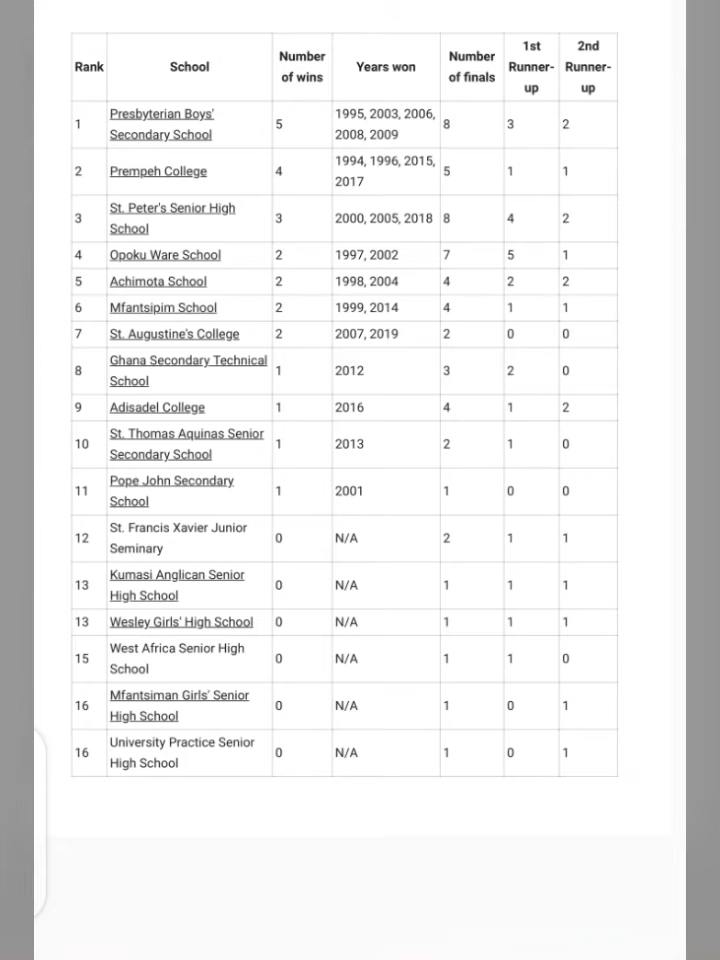 Rank School Number of wins Years won Number of finals 1st Runner-up 2nd Runner-up
1 Presbyterian Boys' Secondary School 5 1995, 2003, 2006, 2008, 2009 8 3 2
2 Prempeh College 4 1994, 1996, 2015, 2017 5 1 1
3 St. Peter's Senior High School 3 2000, 2005, 2018 8 4 2
4 Opoku Ware School 2 1997, 2002 7 5 1
5 Achimota School 2 1998, 2004 4 2 2
6 Mfantsipim School 2 1999, 2014 4 1 1
7 St. Augustine's College 2 2007, 2019 2 0 0
8 Ghana Secondary Technical School 1 2012 3 2 0
9 Adisadel College 1 2016 4 1 2
10 St. Thomas Aquinas Senior Secondary School 1 2013 2 1 0
11 Pope John Secondary School 1 2001 1 0 0
12 St. Francis Xavier Junior Seminary 0 N/A 2 1 1
13 Kumasi Anglican Senior High School 0 N/A 1 1 1
13 Wesley Girls' High School 0 N/A 1 1 1
15 West Africa Senior High School 0 N/A 1 1 0
16 Mfantsiman Girls' Senior High School 0 N/A 1 0 1
16 University Practice Senior High School 0 N/A 1 0 1